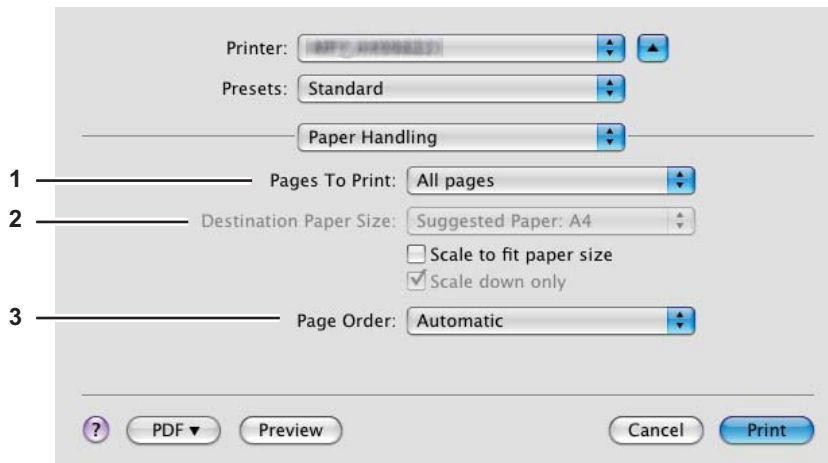 Printer:
Presets: Standard
Paper Handling
1 Pages To Print: All pages
2 Destination Paper Size: Suggested Paper: A4
Scale to fit paper size
Scale down only
3 Page Order: Automatic
? PDF ▼ Preview Cancel Print